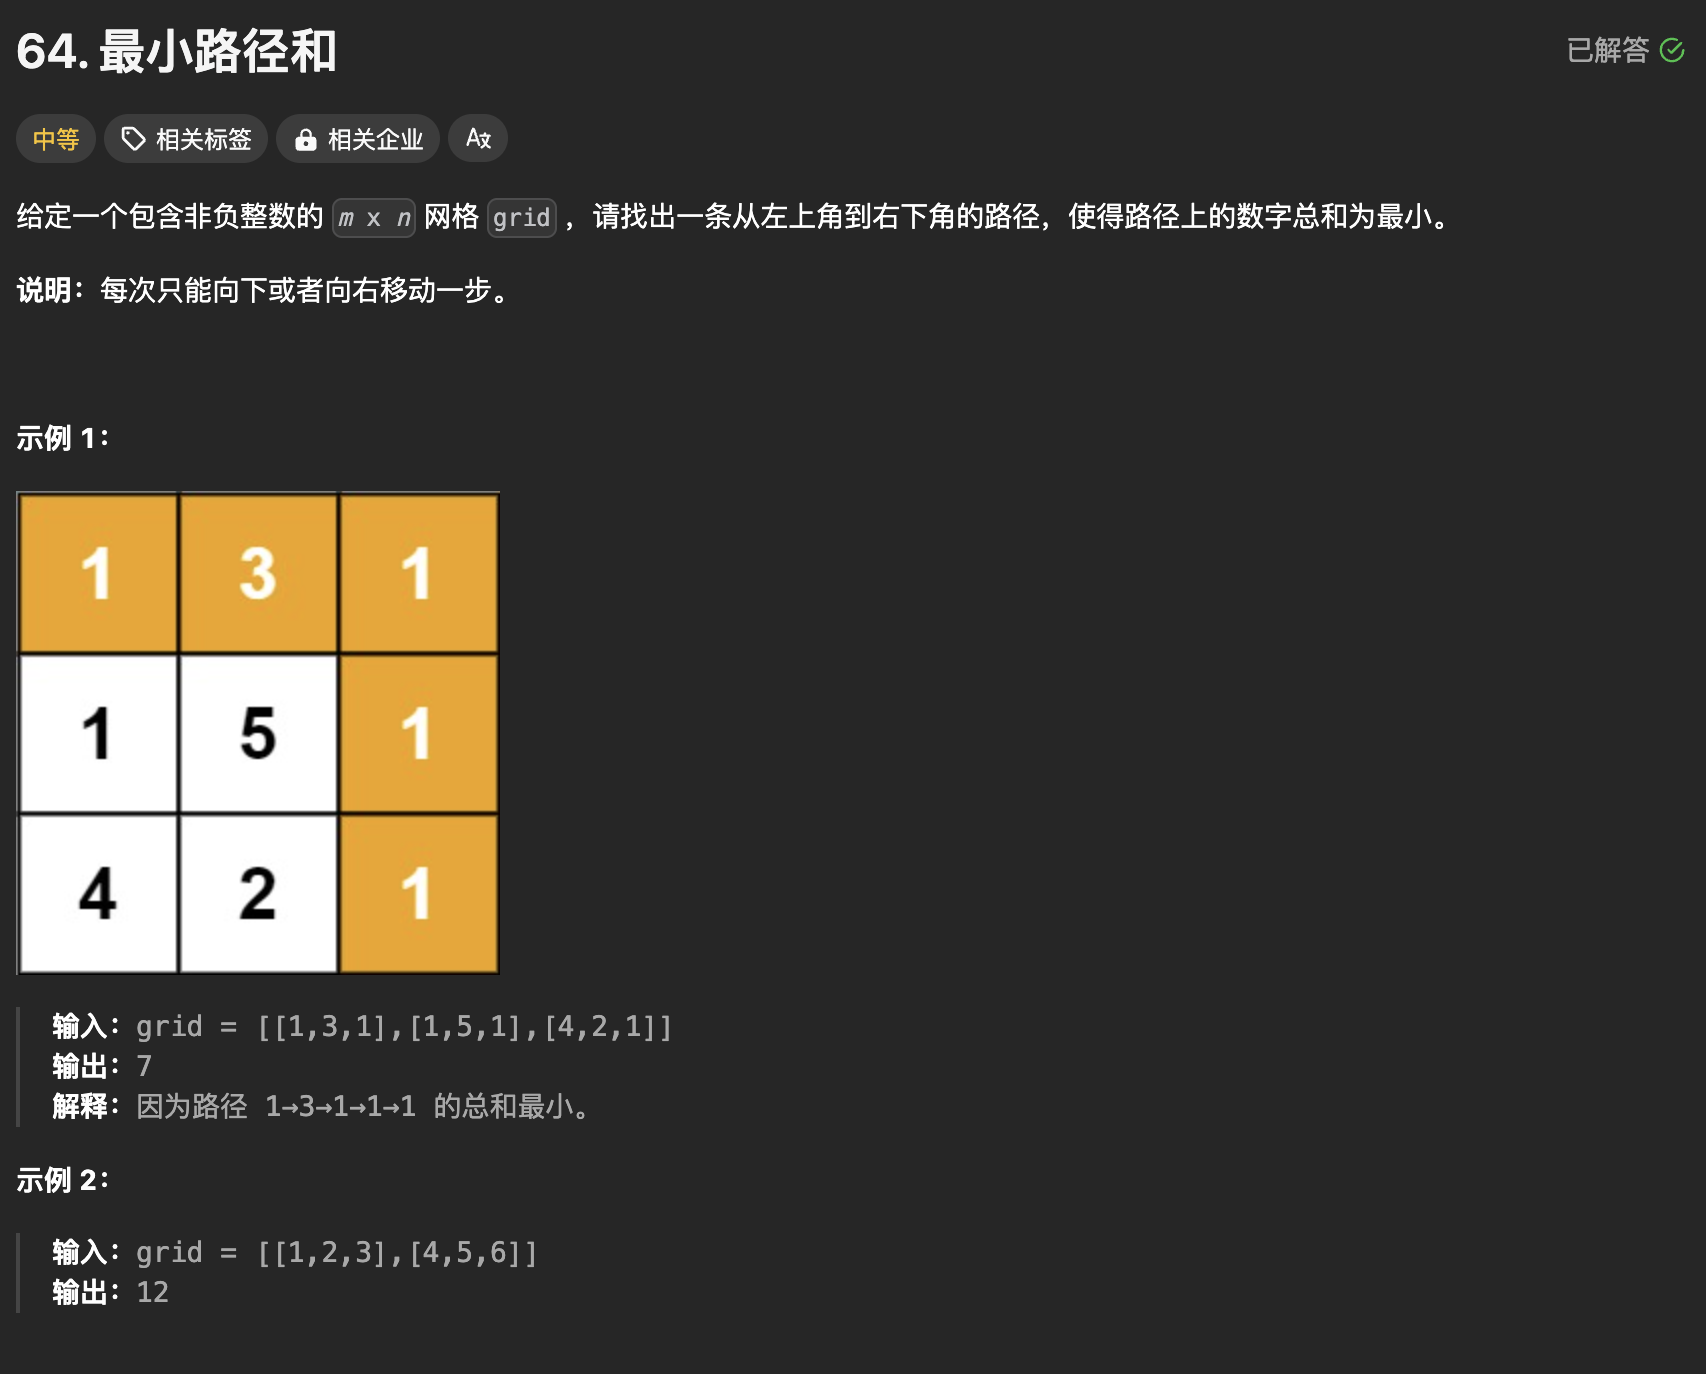 64. 最小路径和
已解答
中等 相关标签 相关企业
给定一个包含非负整数的 m x n 网格 grid ，请找出一条从左上角到右下角的路径，使得路径上的数字总和为最小。
说明：每次只能向下或者向右移动一步。
示例 1：
1 3 1
1 5 1
4 2 1
输入：grid = [[1,3,1],[1,5,1],[4,2,1]]
输出：7
解释：因为路径 1→3→1→1→1 的总和最小。
示例 2：
输入：grid = [[1,2,3],[4,5,6]]
输出：12